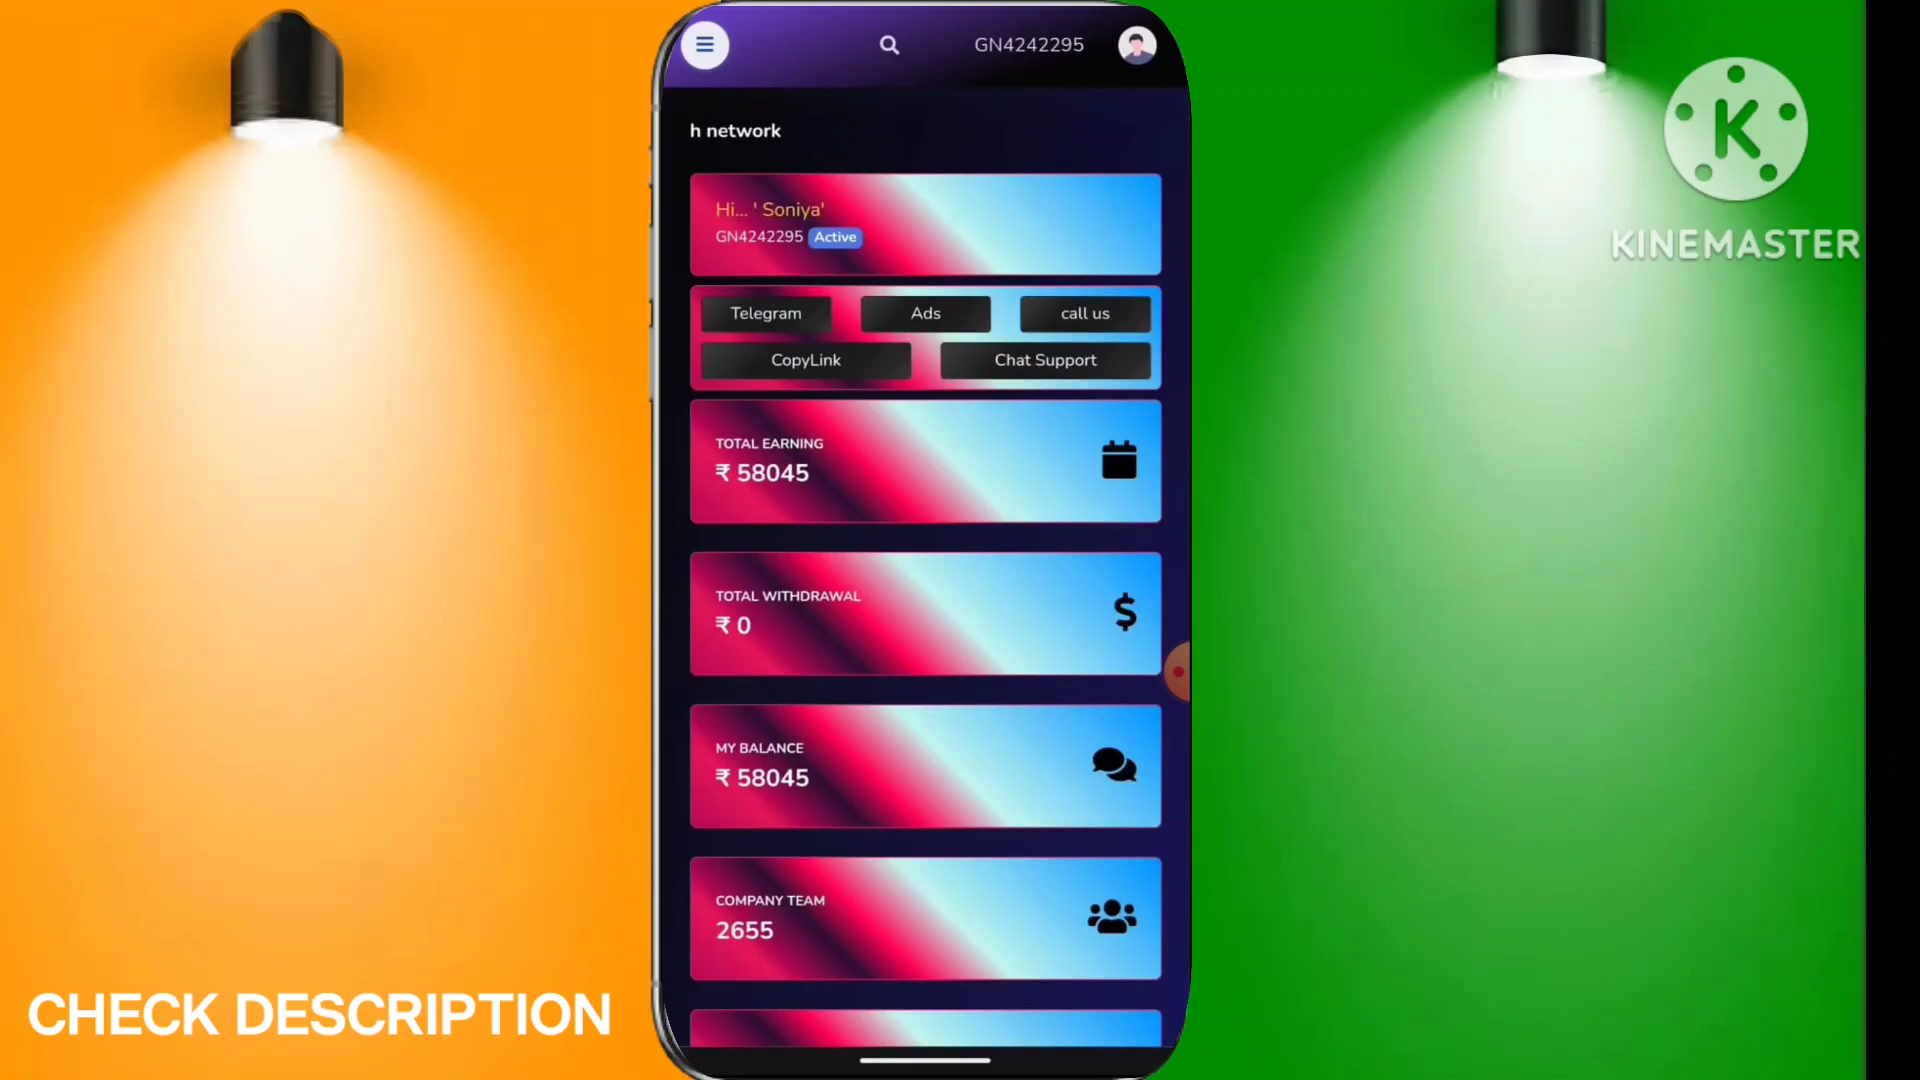 GN4242295
h network
Hi... ' Soniya'
GN4242295 Active
Telegram Ads call us
CopyLink Chat Support
TOTAL EARNING
₹ 58045
TOTAL WITHDRAWAL
₹ 0
$
MY BALANCE
₹ 58045
COMPANY TEAM
2655
CHECK DESCRIPTION
K
KINEMASTER